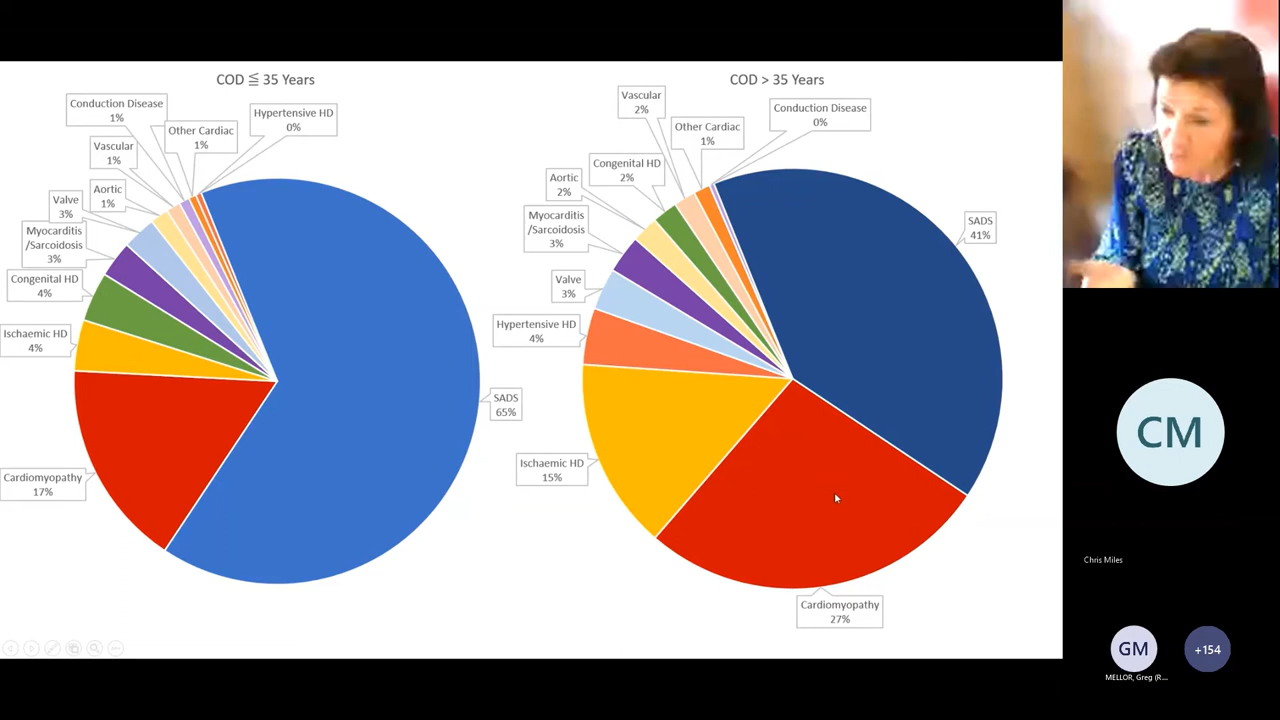 COD ≦ 35 Years
Conduction Disease
1%
Hypertensive HD
0%
Other Cardiac
1%
Vascular
1%
Aortic
1%
Valve
3%
Myocarditis
/Sarcoidosis
3%
Congenital HD
4%
Ischaemic HD
4%
Cardiomyopathy
17%
SADS
65%
COD > 35 Years
Vascular
2%
Conduction Disease
0%
Other Cardiac
1%
Congenital HD
2%
Aortic
2%
Myocarditis
/Sarcoidosis
3%
Valve
3%
Hypertensive HD
4%
Ischaemic HD
15%
Cardiomyopathy
27%
SADS
41%
CM
Chris Miles
GM
MELLOR, Greg (R...
+154